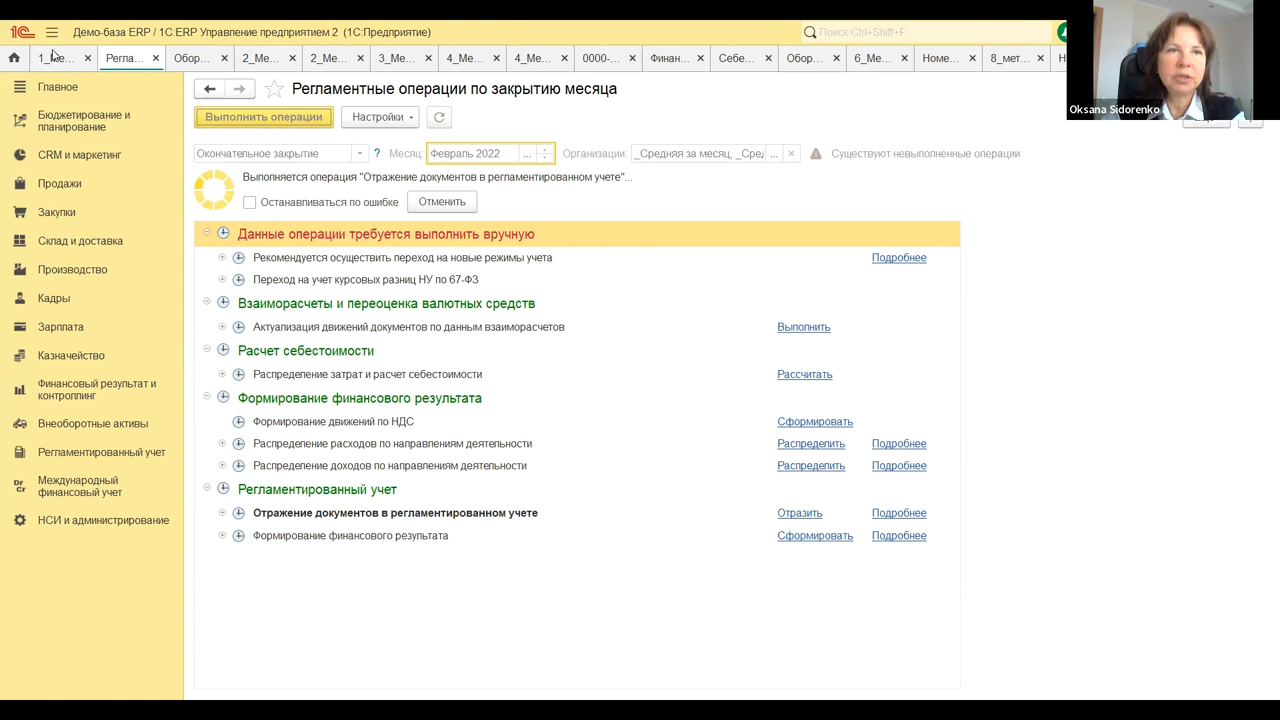 Демо-база ERP / 1С:ERP Управление предприятием 2 (1С:Предприятие)
Поиск Ctrl+Shift+F
Регла...
Обор...
2_Ме...
2_Ме...
3_Ме...
4_Ме...
4_Ме...
0000-...
Финан...
Себе...
Обор...
6_Ме...
Номе...
8_мет...
Главное
Бюджетирование и
планирование
CRM и маркетинг
Продажи
Закупки
Склад и доставка
Производство
Кадры
Зарплата
Казначейство
Финансовый результат и
контроллинг
Внеоборотные активы
Регламентированный учет
Международный
финансовый учет
НСИ и администрирование
Регламентные операции по закрытию месяца
Выполнить операции
Настройки
Окончательное закрытие
?
Месяц:
Февраль 2022
...
Организации:
_Средняя за месяц, _Сред
...
Существуют невыполненные операции
Выполняется операция "Отражение документов в регламентированном учете"...
Останавливаться по ошибке
Отменить
Данные операции требуется выполнить вручную
Рекомендуется осуществить переход на новые режимы учета Подробнее
Переход на учет курсовых разниц НУ по 67-ФЗ
Взаиморасчеты и переоценка валютных средств
Актуализация движений документов по данным взаиморасчетов Выполнить
Расчет себестоимости
Распределение затрат и расчет себестоимости Рассчитать
Формирование финансового результата
Формирование движений по НДС Сформировать
Распределение расходов по направлениям деятельности Распределить Подробнее
Распределение доходов по направлениям деятельности Распределить Подробнее
Регламентированный учет
Отражение документов в регламентированном учете Отразить Подробнее
Формирование финансового результата Сформировать Подробнее
Oksana Sidorenko